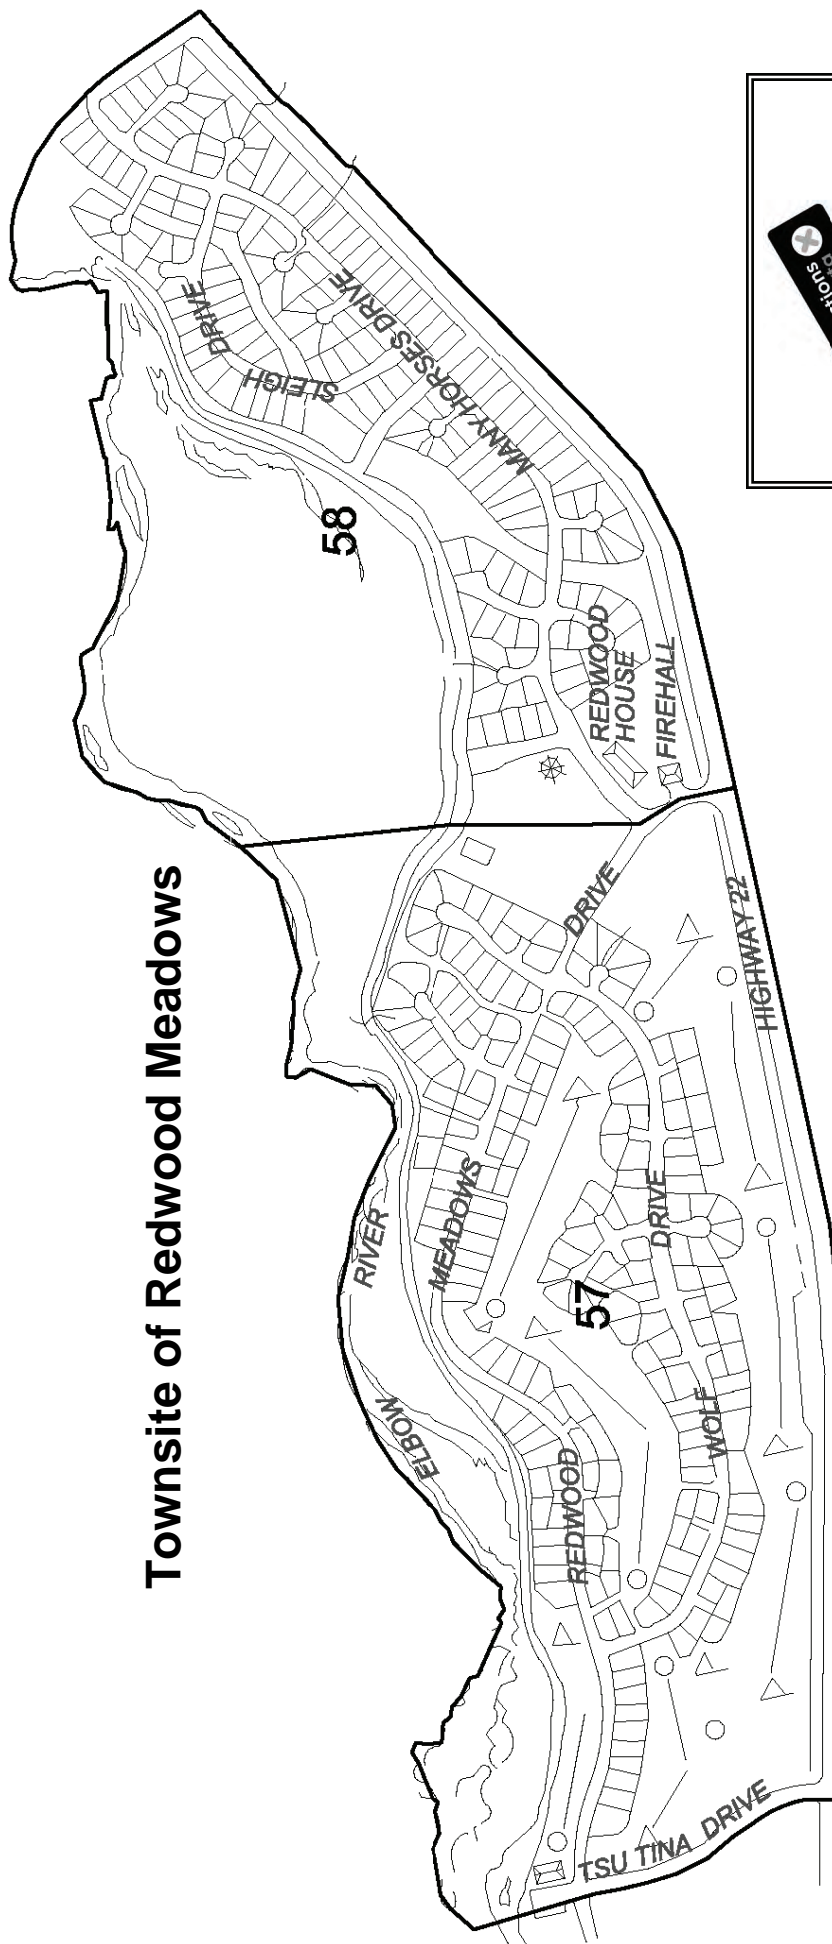 Townsite of Redwood Meadows
58
57
SLEIGH
DRIVE
MANY HORSES DRIVE
REDWOOD
HOUSE
FIREHALL
DRIVE
HIGHWAY 22
MEADOWS
RIVER
ELBOW
DRIVE
WOLF
REDWOOD
TSU TINA DRIVE